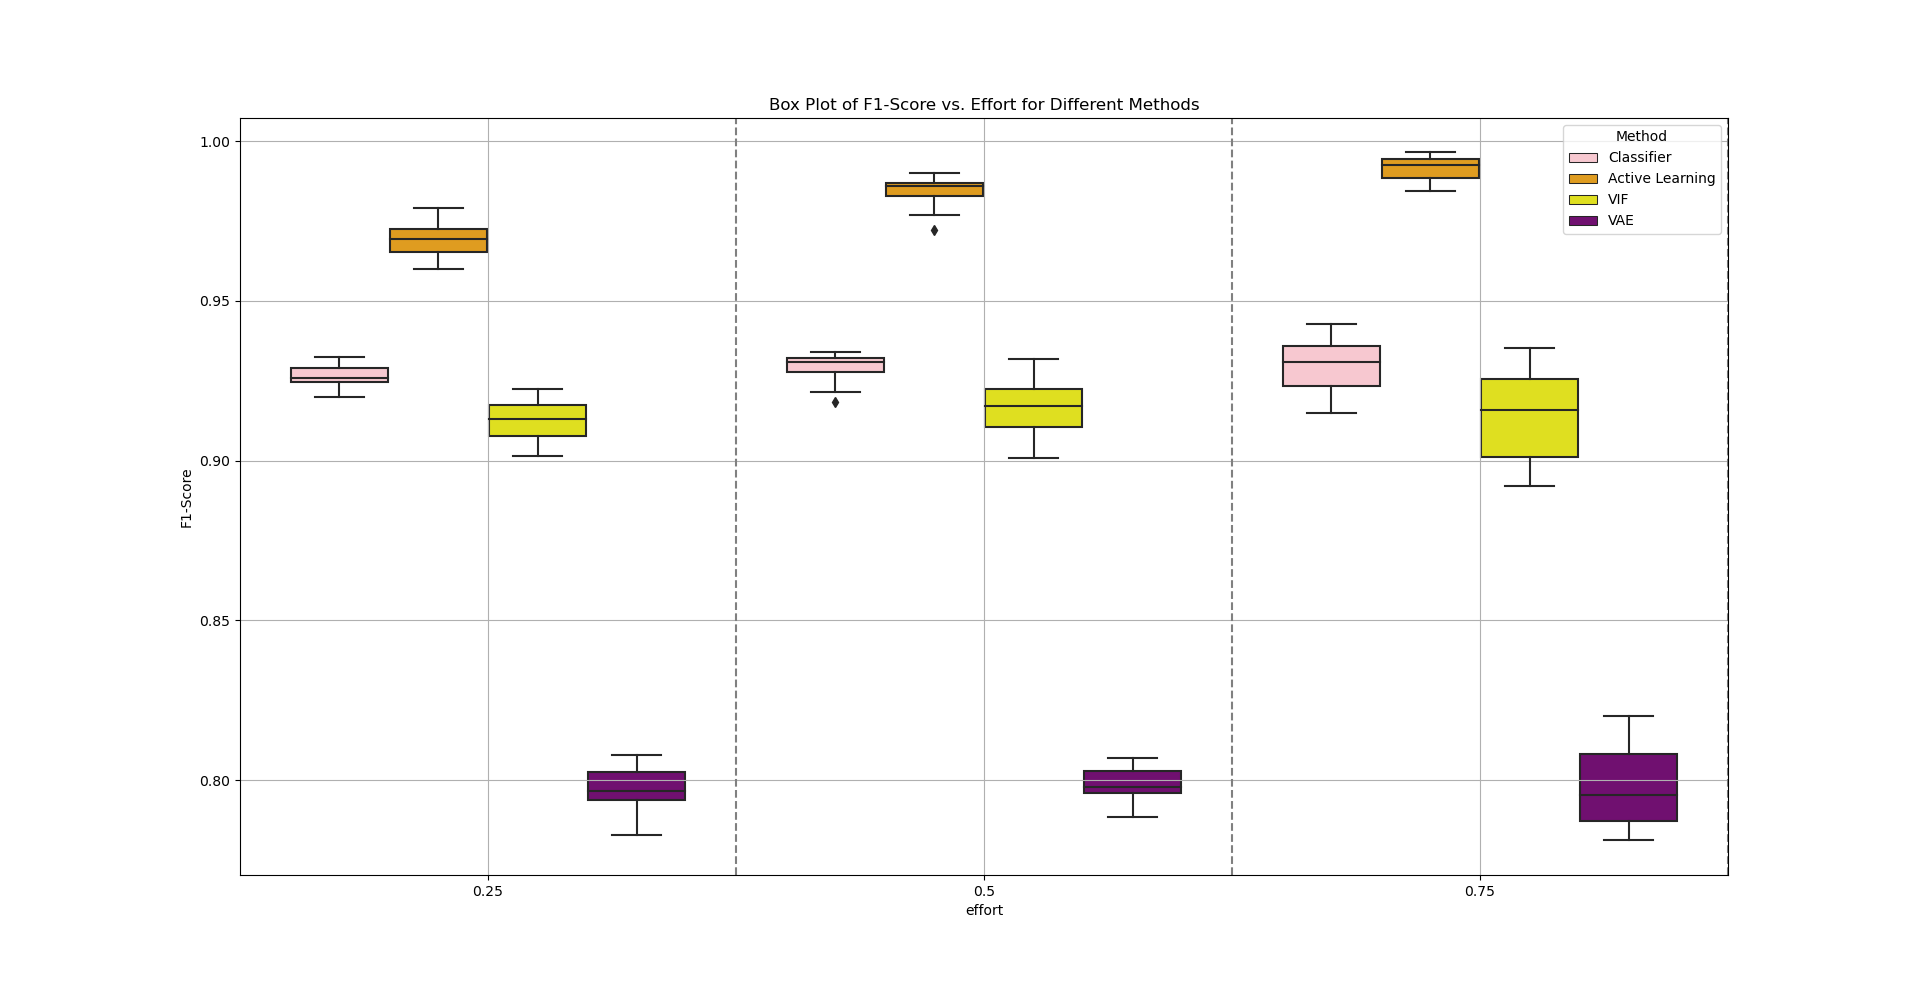 Box Plot of F1-Score vs. Effort for Different Methods
Method
Classifier
Active Learning
VIF
VAE
1.00
0.95
0.90
0.85
0.80
F1-Score
0.25
0.5
0.75
effort